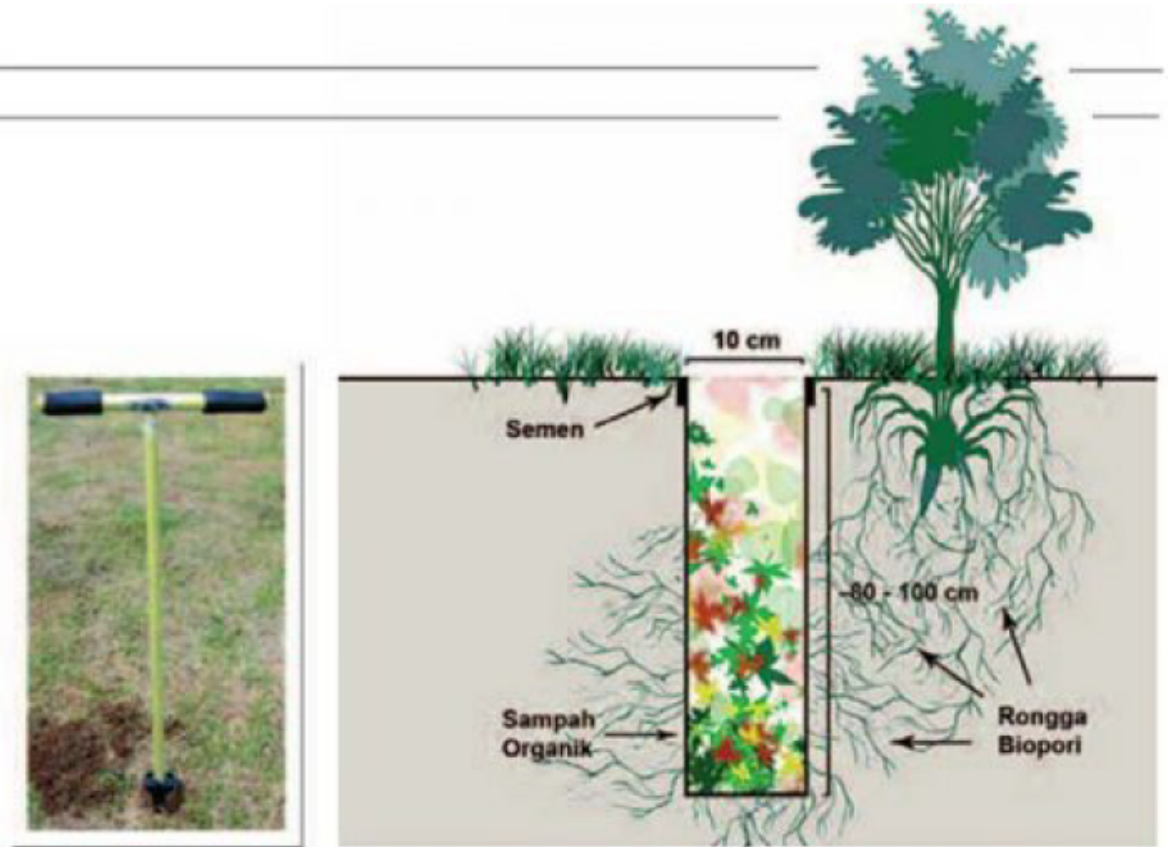 10 cm
Semen
-80 - 100 cm
Sampah
Organik
Rongga
Biopori